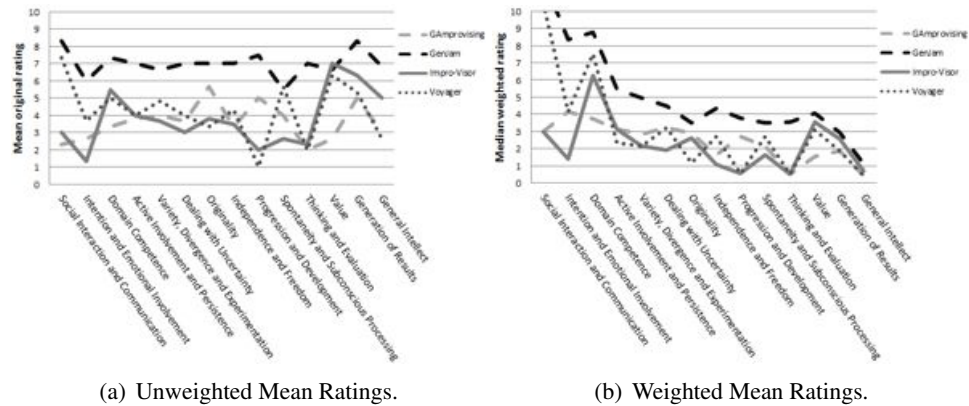 Mean original rating
10
9
8
7
6
5
4
3
2
1
0
Social Interaction and Communication
Intention and Emotional Involvement
Domain Competence
Active Involvement and Persistence
Variety, Divergence and Experimentation
Dealing with Uncertainty
Originality
Independence and Freedom
Progression and Development
Spontaneity and Subconscious Processing
Thinking and Evaluation
Value
Generation of Results
General Intellect
GAmprovising
GenJam
Impro-Visor
Voyager
(a) Unweighted Mean Ratings.
Median weighted rating
10
9
8
7
6
5
4
3
2
1
0
Social Interaction and Communication
Intention and Emotional Involvement
Domain Competence
Active Involvement and Persistence
Variety, Divergence and Experimentation
Dealing with Uncertainty
Originality
Independence and Freedom
Progression and Development
Spontaneity and Subconscious Processing
Thinking and Evaluation
Value
Generation of Results
General Intellect
GAmprovising
GenJam
Impro-Visor
Voyager
(b) Weighted Mean Ratings.